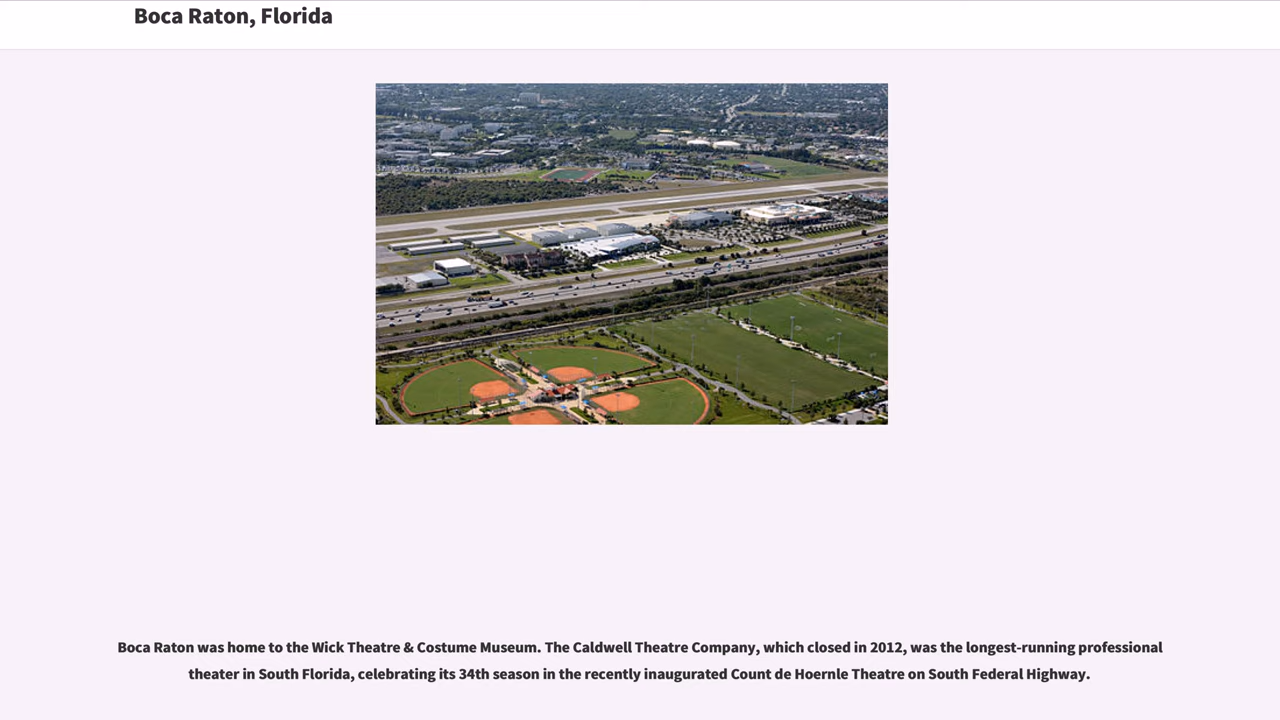 Boca Raton, Florida
Boca Raton was home to the Wick Theatre & Costume Museum. The Caldwell Theatre Company, which closed in 2012, was the longest-running professional
theater in South Florida, celebrating its 34th season in the recently inaugurated Count de Hoernle Theatre on South Federal Highway.